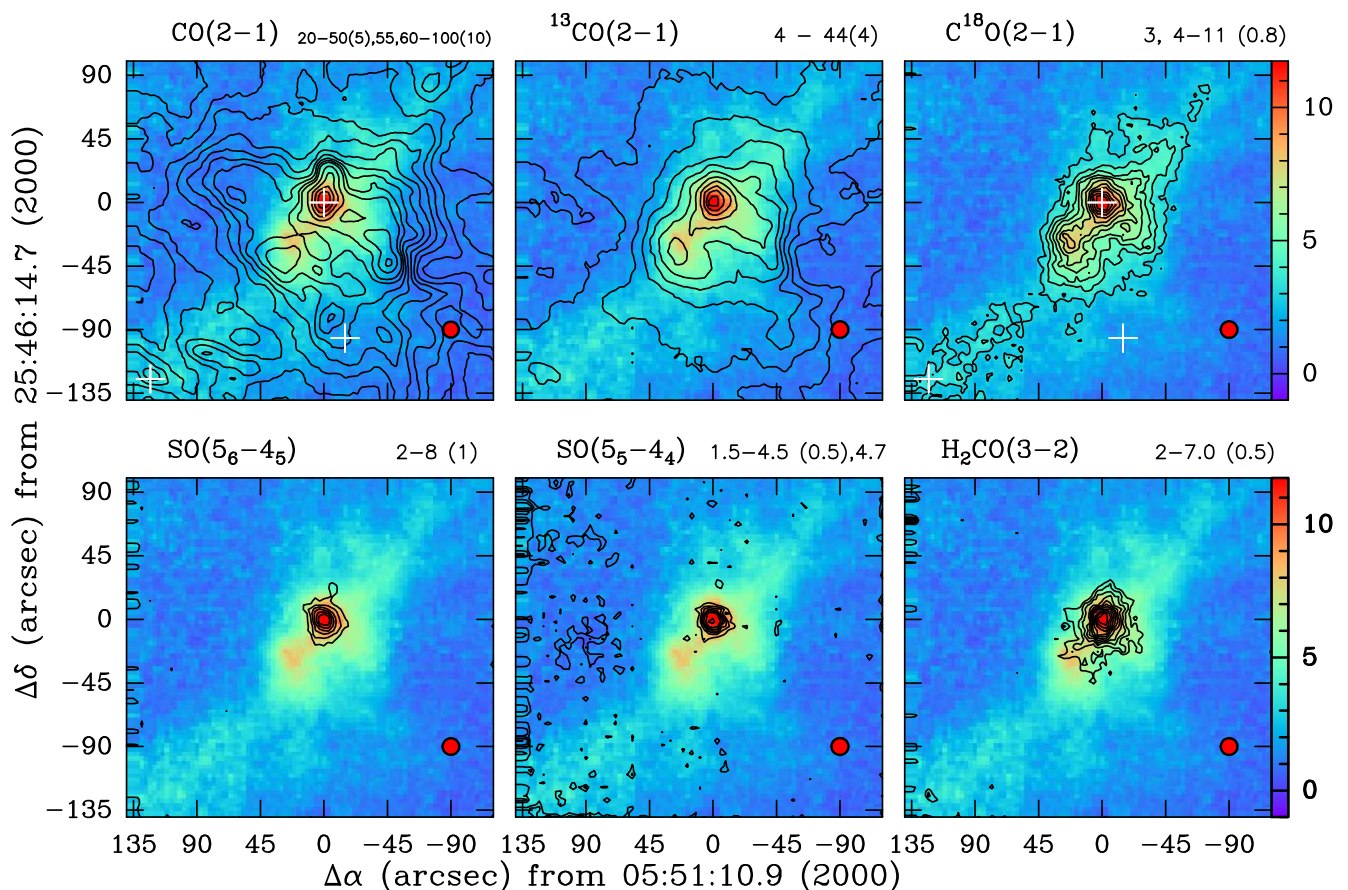 CO(2−1) 20−50(5),55,60−100(10)
¹³CO(2−1) 4 − 44(4)
C¹⁸O(2−1) 3, 4−11 (0.8)
90
45
0
−45
−90
−135
10
5
0
SO(5₆−4₅) 2−8 (1)
SO(5₅−4₄) 1.5−4.5 (0.5),4.7
H₂CO(3−2) 2−7.0 (0.5)
90
45
0
−45
−90
−135
10
5
0
135 90 45 0 −45 −90
135 90 45 0 −45 −90
135 90 45 0 −45 −90
Δα (arcsec) from 05:51:10.9 (2000)
Δδ (arcsec) from 25:46:14.7 (2000)